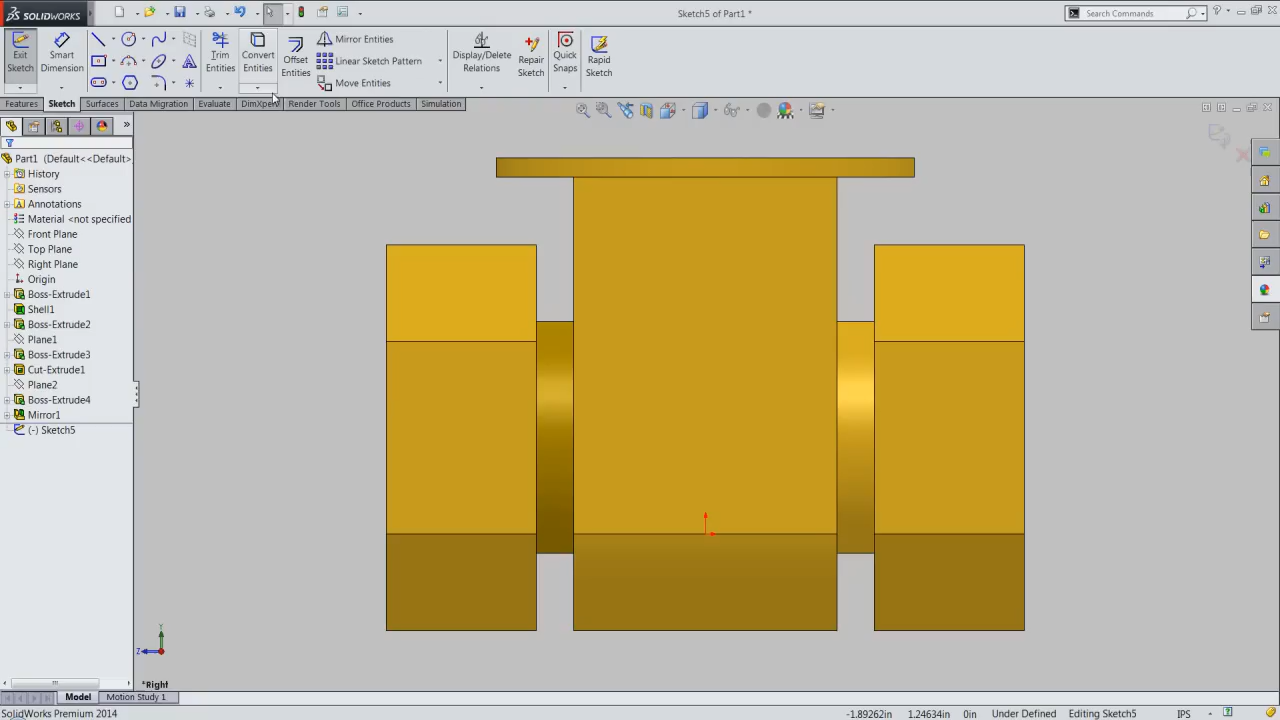 SOLIDWORKS
Sketch5 of Part1 *
Search Commands
Exit
Sketch
Smart
Dimension
Trim
Entities
Convert
Entities
Offset
Entities
Mirror Entities
Linear Sketch Pattern
Move Entities
Display/Delete
Relations
Repair
Sketch
Quick
Snaps
Rapid
Sketch
Features
Sketch
Surfaces
Data Migration
Evaluate
DimXpert
Render Tools
Office Products
Simulation
Part1 (Default<<Default>
History
Sensors
Annotations
Material <not specified
Front Plane
Top Plane
Right Plane
Origin
Boss-Extrude1
Shell1
Boss-Extrude2
Plane1
Boss-Extrude3
Cut-Extrude1
Plane2
Boss-Extrude4
Mirror1
(-) Sketch5
Y
Z
*Right
Model
Motion Study 1
SolidWorks Premium 2014
-1.89262in
1.24634in
0in
Under Defined
Editing Sketch5
IPS